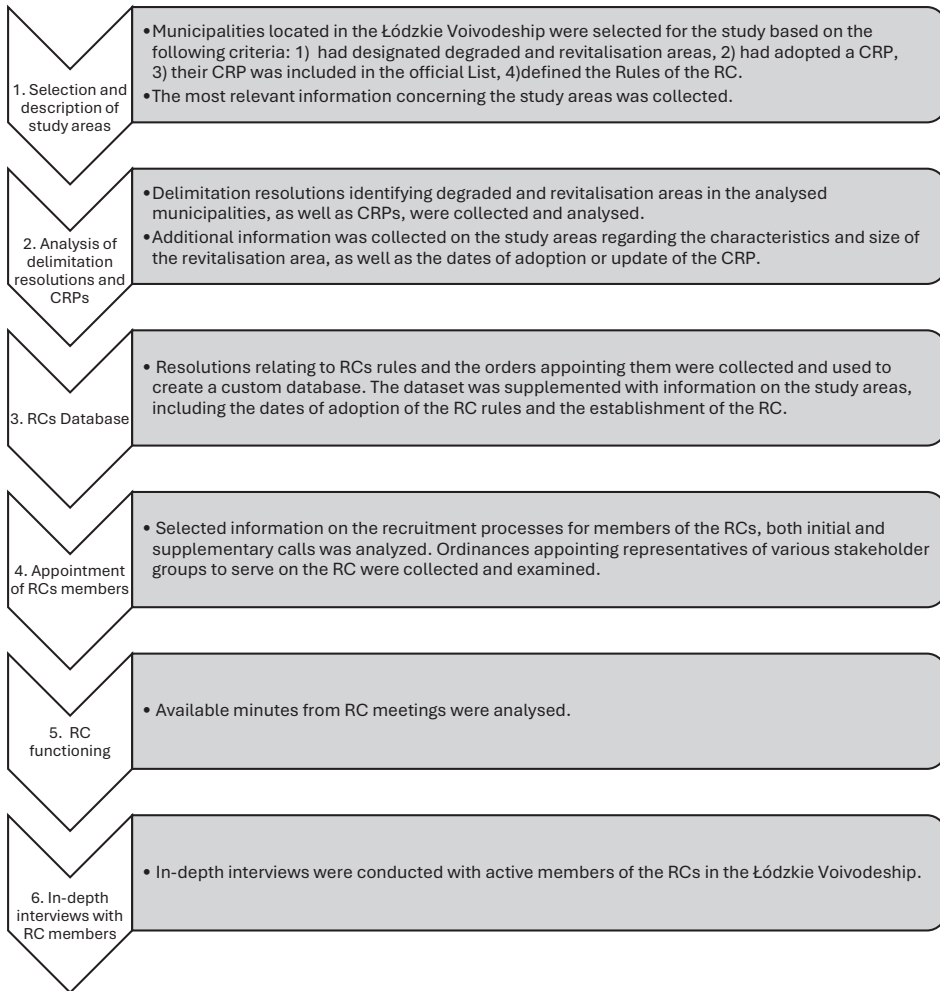 1. Selection and
description of
study areas
•Municipalities located in the Łódzkie Voivodeship were selected for the study based on the
following criteria: 1) had designated degraded and revitalisation areas, 2) had adopted a CRP,
3) their CRP was included in the official List, 4)defined the Rules of the RC.
•The most relevant information concerning the study areas was collected.
2. Analysis of
delimitation
resolutions and
CRPs
•Delimitation resolutions identifying degraded and revitalisation areas in the analysed
municipalities, as well as CRPs, were collected and analysed.
•Additional information was collected on the study areas regarding the characteristics and size of
the revitalisation area, as well as the dates of adoption or update of the CRP.
3. RCs Database
• Resolutions relating to RCs rules and the orders appointing them were collected and used to
create a custom database. The dataset was supplemented with information on the study areas,
including the dates of adoption of the RC rules and the establishment of the RC.
4. Appointment
of RCs members
• Selected information on the recruitment processes for members of the RCs, both initial and
supplementary calls was analyzed. Ordinances appointing representatives of various stakeholder
groups to serve on the RC were collected and examined.
5. RC
functioning
• Available minutes from RC meetings were analysed.
6. In-depth
interviews with
RC members
• In-depth interviews were conducted with active members of the RCs in the Łódzkie Voivodeship.